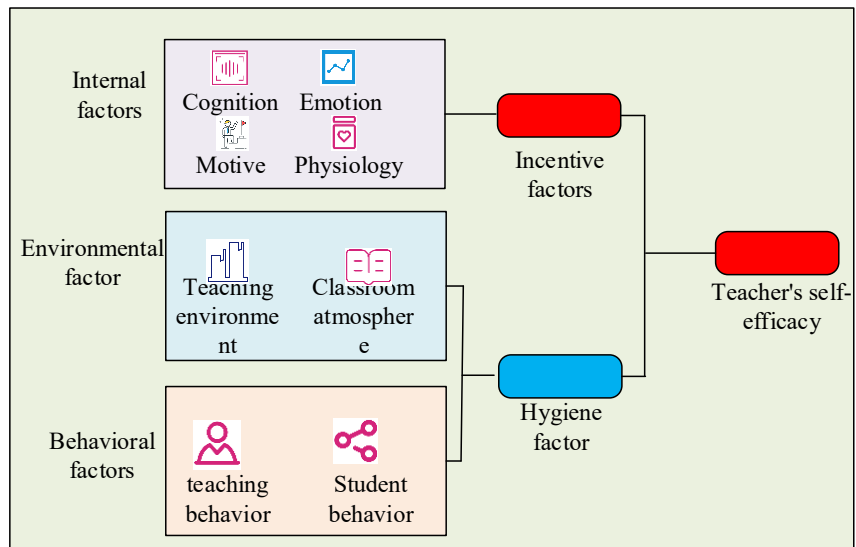 Internal
factors
Cognition
Emotion
Motive
Physiology
Incentive
factors
Environmental
factor
Teaching
environme
nt
Classroom
atmospher
e
Teacher's self-
efficacy
Hygiene
factor
Behavioral
factors
teaching
behavior
Student
behavior